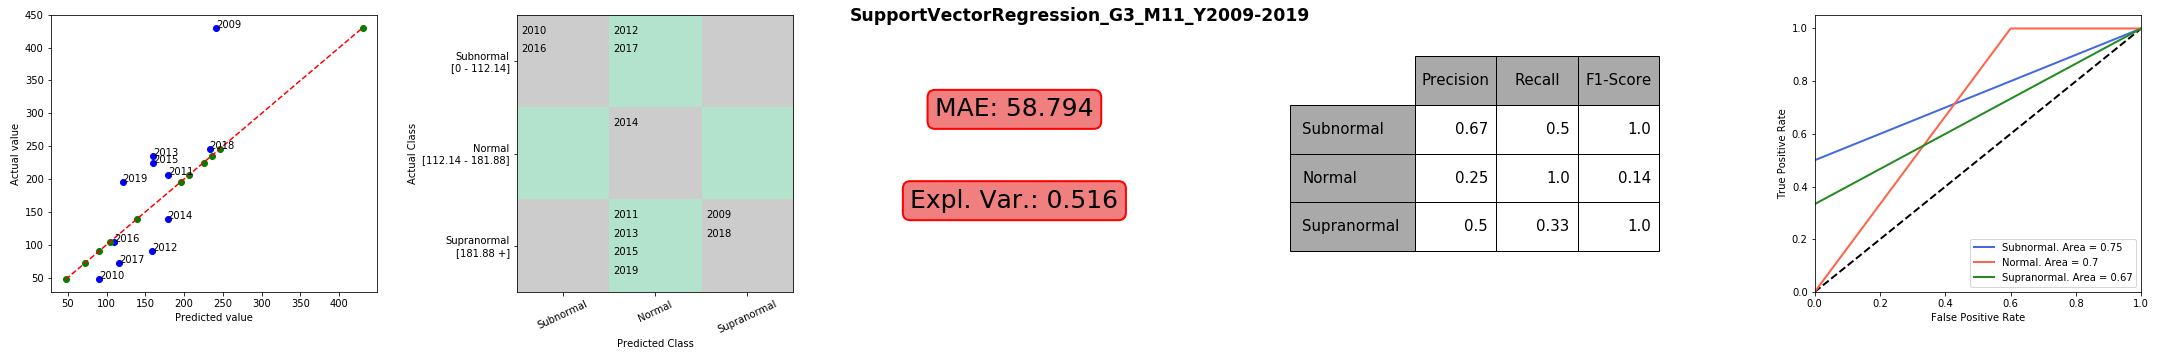 SupportVectorRegression_G3_M11_Y2009-2019
Actual value
450
400
350
300
250
200
150
100
50
2009
2018
2013
2015
2011
2019
2014
2016
2012
2017
2010
50
100
150
200
250
300
350
400
Predicted value
Actual Class
Subnormal
[0 - 112.14]
Normal
[112.14 - 181.88]
Supranormal
[181.88 +]
2010
2016
2012
2017
2014
2011
2013
2015
2019
2009
2018
Subnormal
Normal
Supranormal
Predicted Class
MAE: 58.794
Expl. Var.: 0.516
Precision Recall F1-Score
Subnormal 0.67 0.5 1.0
Normal 0.25 1.0 0.14
Supranormal 0.5 0.33 1.0
True Positive Rate
1.0
0.8
0.6
0.4
0.2
0.0
Subnormal. Area = 0.75
Normal. Area = 0.7
Supranormal. Area = 0.67
0.0
0.2
0.4
0.6
0.8
1.0
False Positive Rate